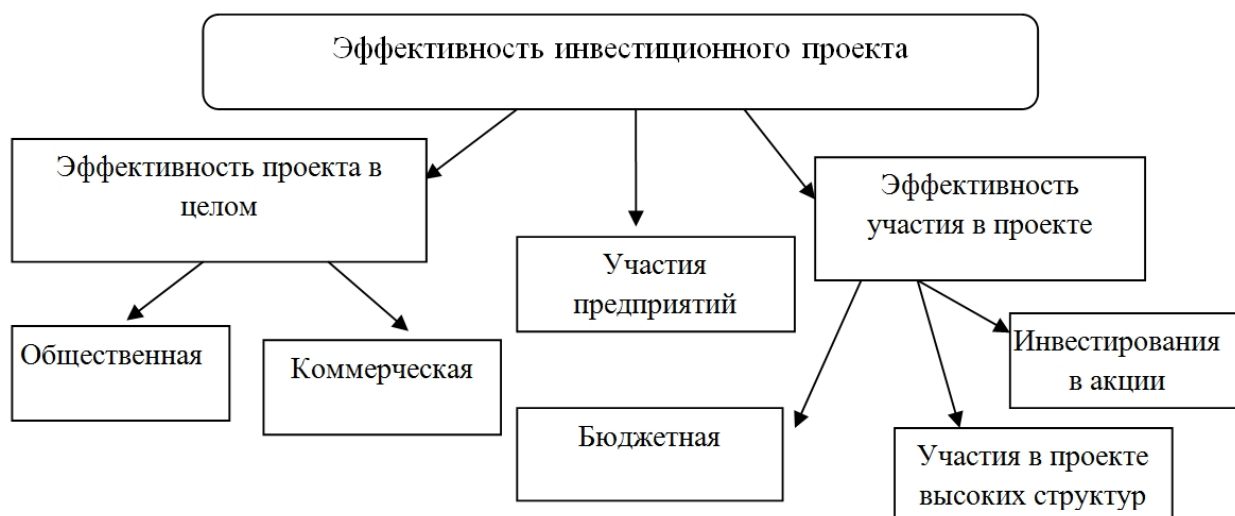 Эффективность инвестиционного проекта
Эффективность проекта в
целом
Эффективность
участия в проекте
Участия
предприятий
Общественная
Коммерческая
Инвестирования
в акции
Бюджетная
Участия в проекте
высоких структур